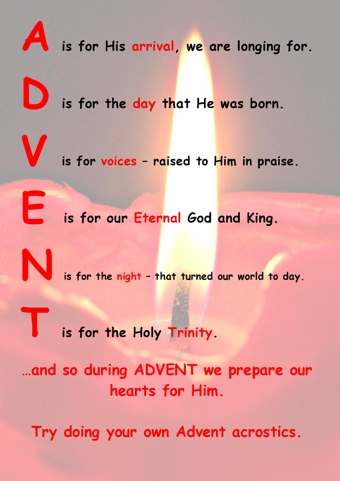 A is for His arrival, we are longing for.
D is for the day that He was born.
V is for voices – raised to Him in praise.
E is for our Eternal God and King.
N is for the night – that turned our world to day.
T is for the Holy Trinity.
…and so during ADVENT we prepare our
hearts for Him.
Try doing your own Advent acrostics.